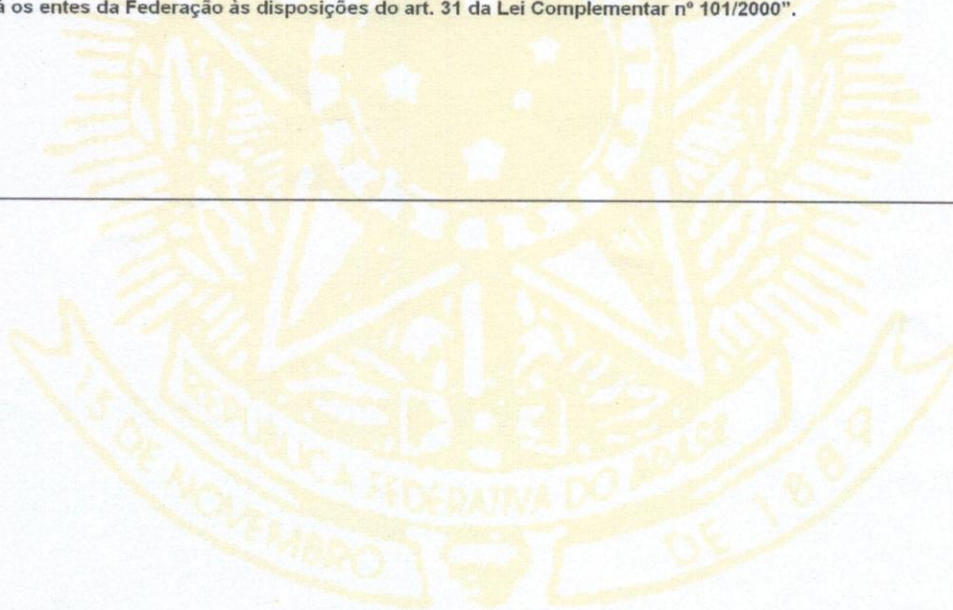 á os entes da Federação às disposições do art. 31 da Lei Complementar nº 101/2000”.
REPÚBLICA FEDERATIVA DO BRASIL
15 DE NOVEMBRO DE 1889